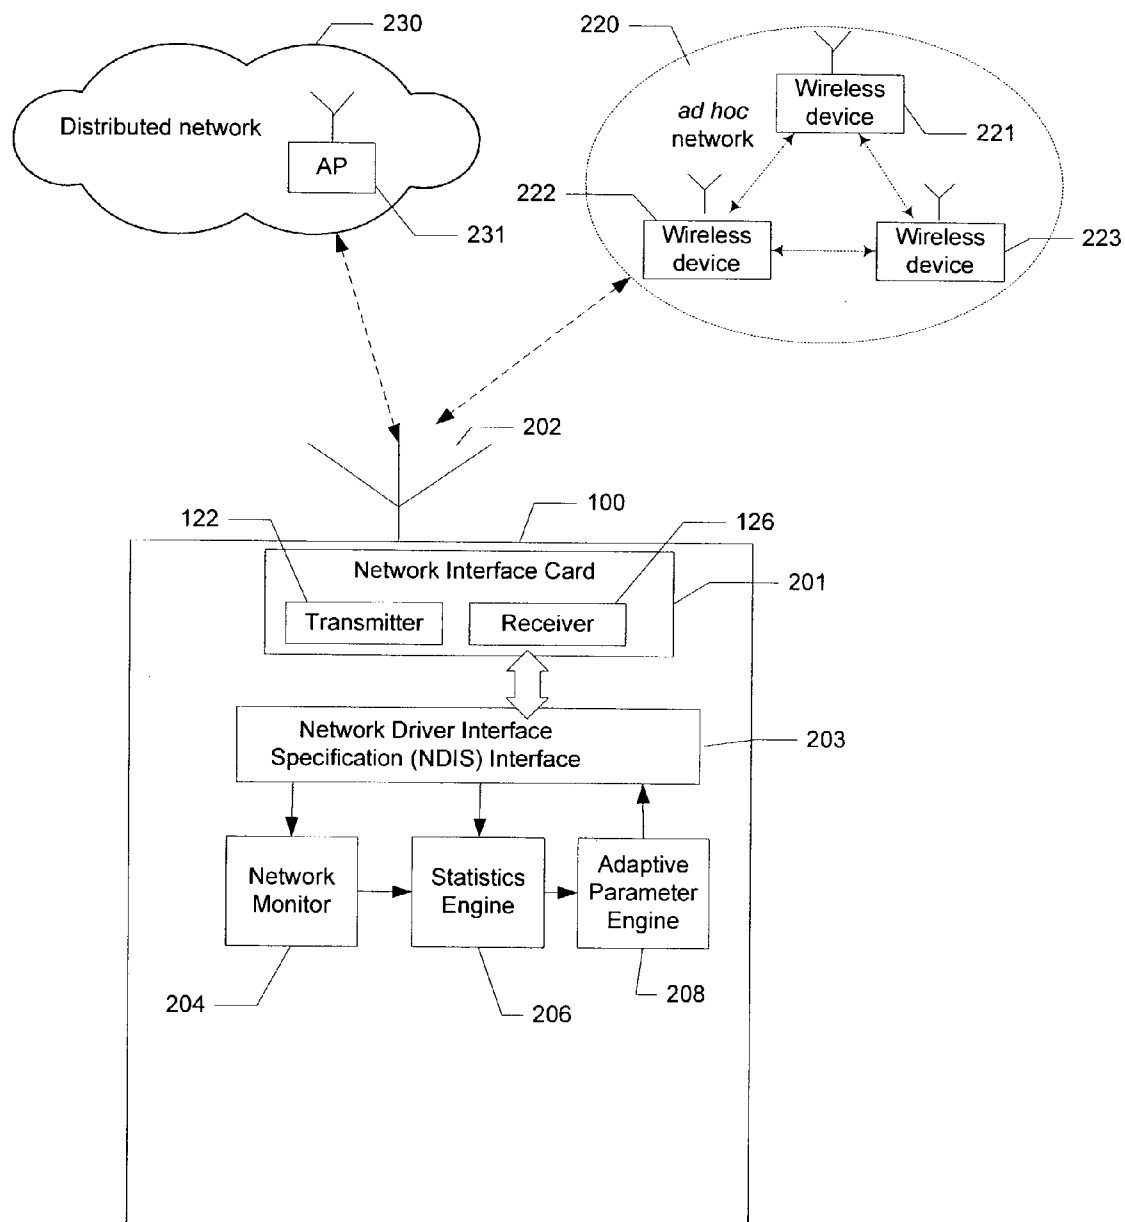 230
220
Distributed network
AP
231
ad hoc
network
Wireless
device
221
222
Wireless
device
Wireless
device
223
202
100
122
126
Network Interface Card
201
Transmitter
Receiver
Network Driver Interface
Specification (NDIS) Interface
203
Network
Monitor
Statistics
Engine
Adaptive
Parameter
Engine
204
206
208